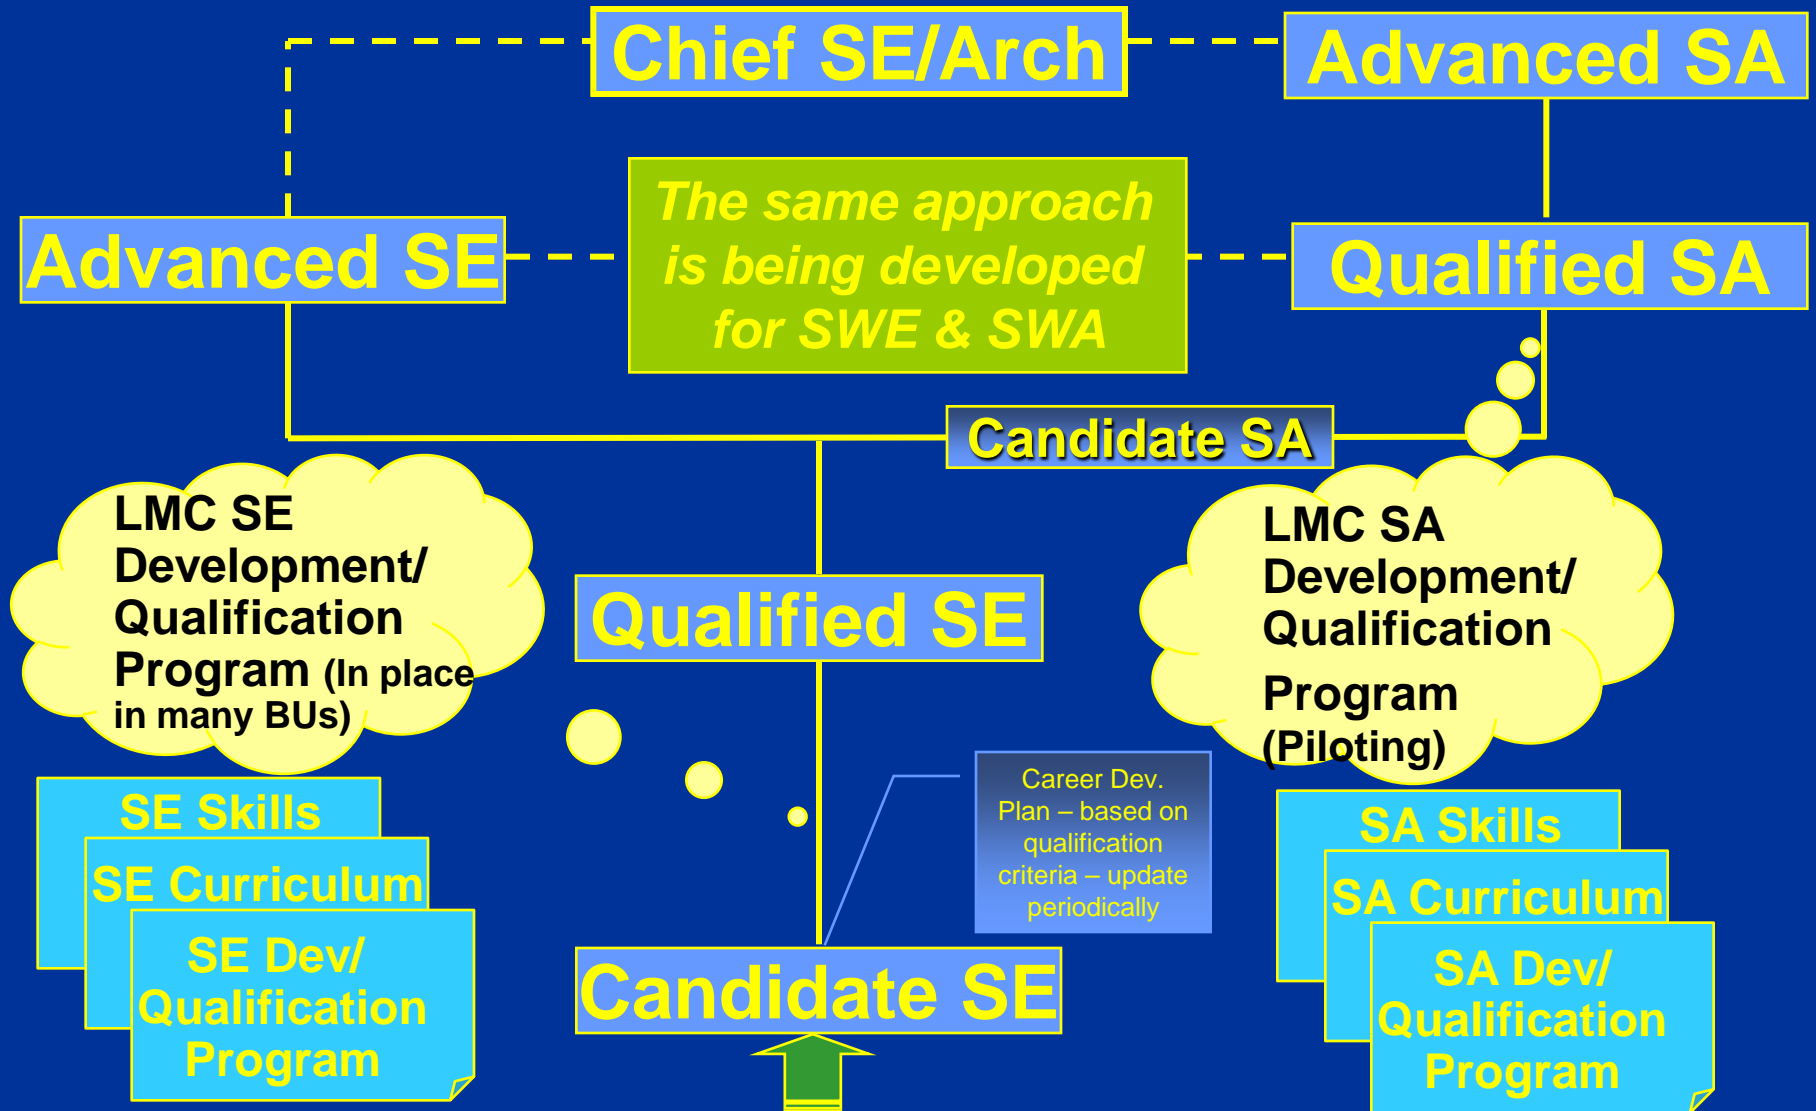 Chief SE/Arch
Advanced SA
The same approach
is being developed
for SWE & SWA
Advanced SE
Qualified SA
Candidate SA
LMC SE
Development/
Qualification
Program (In place
in many BUs)
LMC SA
Development/
Qualification
Program
(Piloting)
Qualified SE
Career Dev.
Plan – based on
qualification
criteria – update
periodically
SE Skills
SE Curriculum
SE Dev/
Qualification
Program
SA Skills
SA Curriculum
SA Dev/
Qualification
Program
Candidate SE